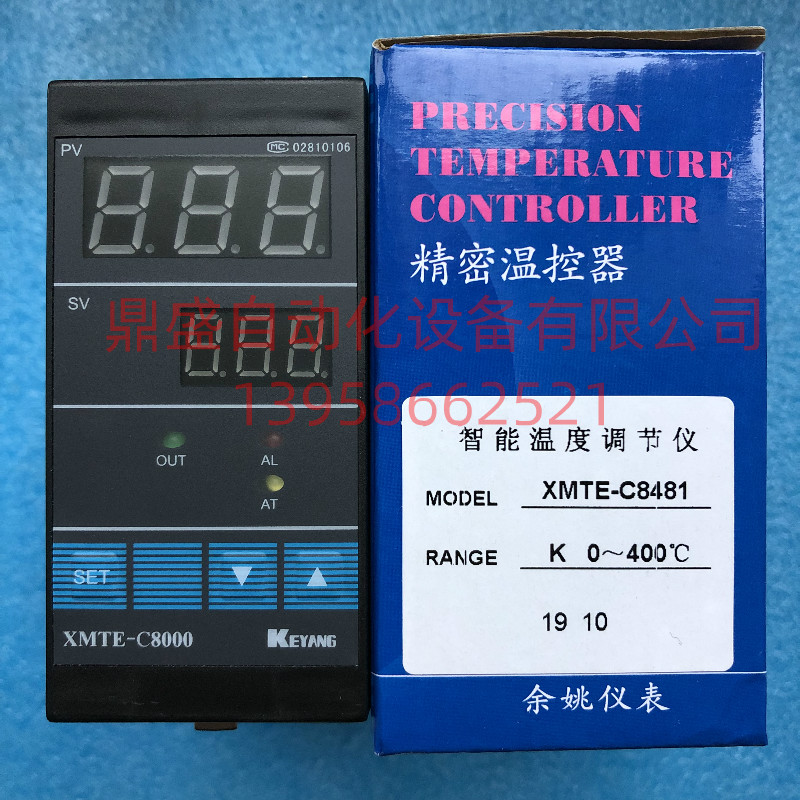 PV
MC 02810106
SV
OUT
AL
AT
SET
XMTE-C8000
KEYANG
PRECISION
TEMPERATURE
CONTROLLER
精密温控器
鼎盛自动化设备有限公司
13958662521
智能温度调节仪
MODEL XMTE-C8481
RANGE K 0～400℃
19 10
余姚仪表